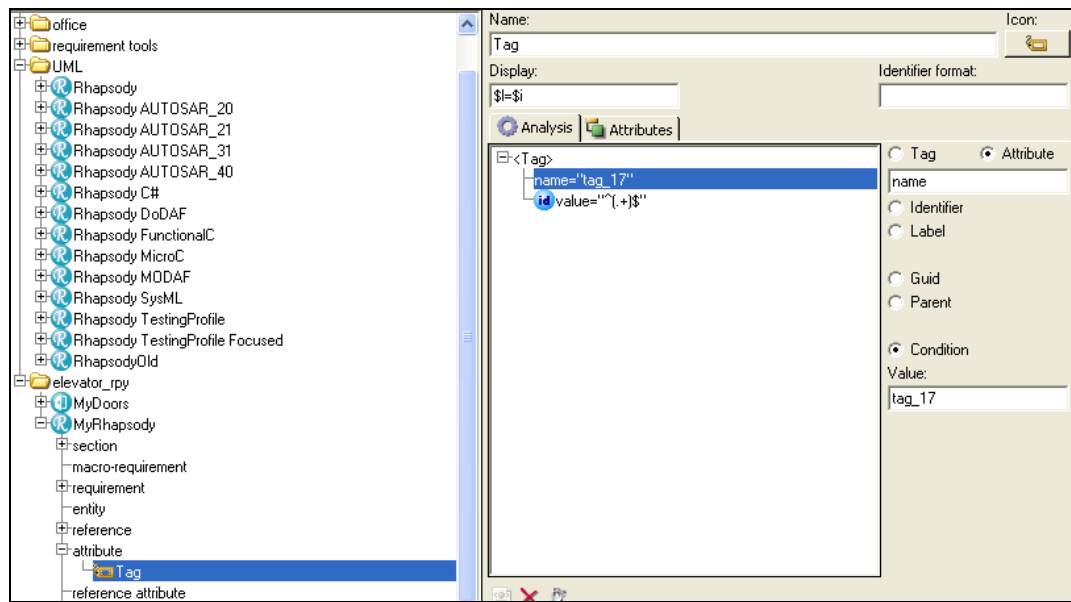 office
requirement tools
UML
Rhapsody
Rhapsody AUTOSAR_20
Rhapsody AUTOSAR_21
Rhapsody AUTOSAR_31
Rhapsody AUTOSAR_40
Rhapsody C#
Rhapsody DoDAF
Rhapsody FunctionalC
Rhapsody MicroC
Rhapsody MODAF
Rhapsody SysML
Rhapsody TestingProfile
Rhapsody TestingProfile Focused
RhapsodyOld
elevator_rpy
MyDoors
MyRhapsody
section
macro-requirement
requirement
entity
reference
attribute
Tag
reference attribute
Name: Icon:
Tag
Display: Identifier format:
$l=$i
Analysis Attributes
<Tag>
name="tag_17"
id value="^(.+)$"
Tag Attribute
name
Identifier
Label
Guid
Parent
Condition
Value:
tag_17